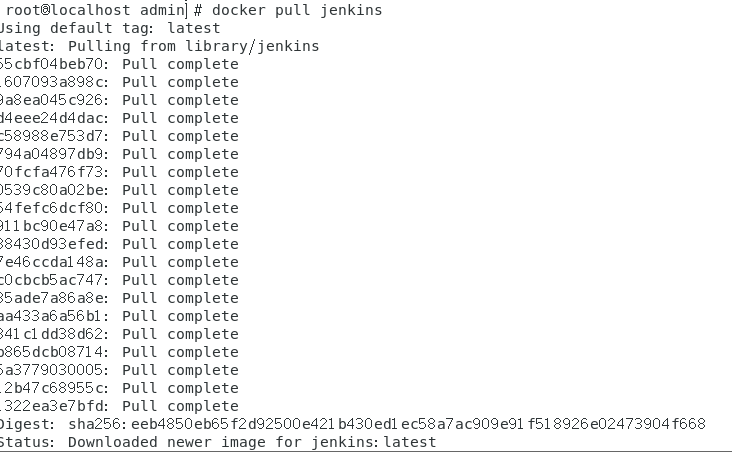 root@localhost admin] # docker pull jenkins
Using default tag: latest
latest: Pulling from library/jenkins
55cbf04beb70: Pull complete
1607093a898c: Pull complete
9a8ea045c926: Pull complete
d4eee24d4dac: Pull complete
c58988e753d7: Pull complete
794a04897db9: Pull complete
70fcfa476f73: Pull complete
0539c80a02be: Pull complete
54fefc6dcf80: Pull complete
911bc90e47a8: Pull complete
38430d93efed: Pull complete
7e46ccda148a: Pull complete
c0cbcb5ac747: Pull complete
35ade7a86a8e: Pull complete
aa433a6a56b1: Pull complete
841c1dd38d62: Pull complete
b865dcb08714: Pull complete
5a3779030005: Pull complete
12b47c68955c: Pull complete
1322ea3e7bfd: Pull complete
Digest: sha256:eeb4850eb65f2d92500e421b430ed1ec58a7ac909e91f518926e02473904f668
Status: Downloaded newer image for jenkins:latest